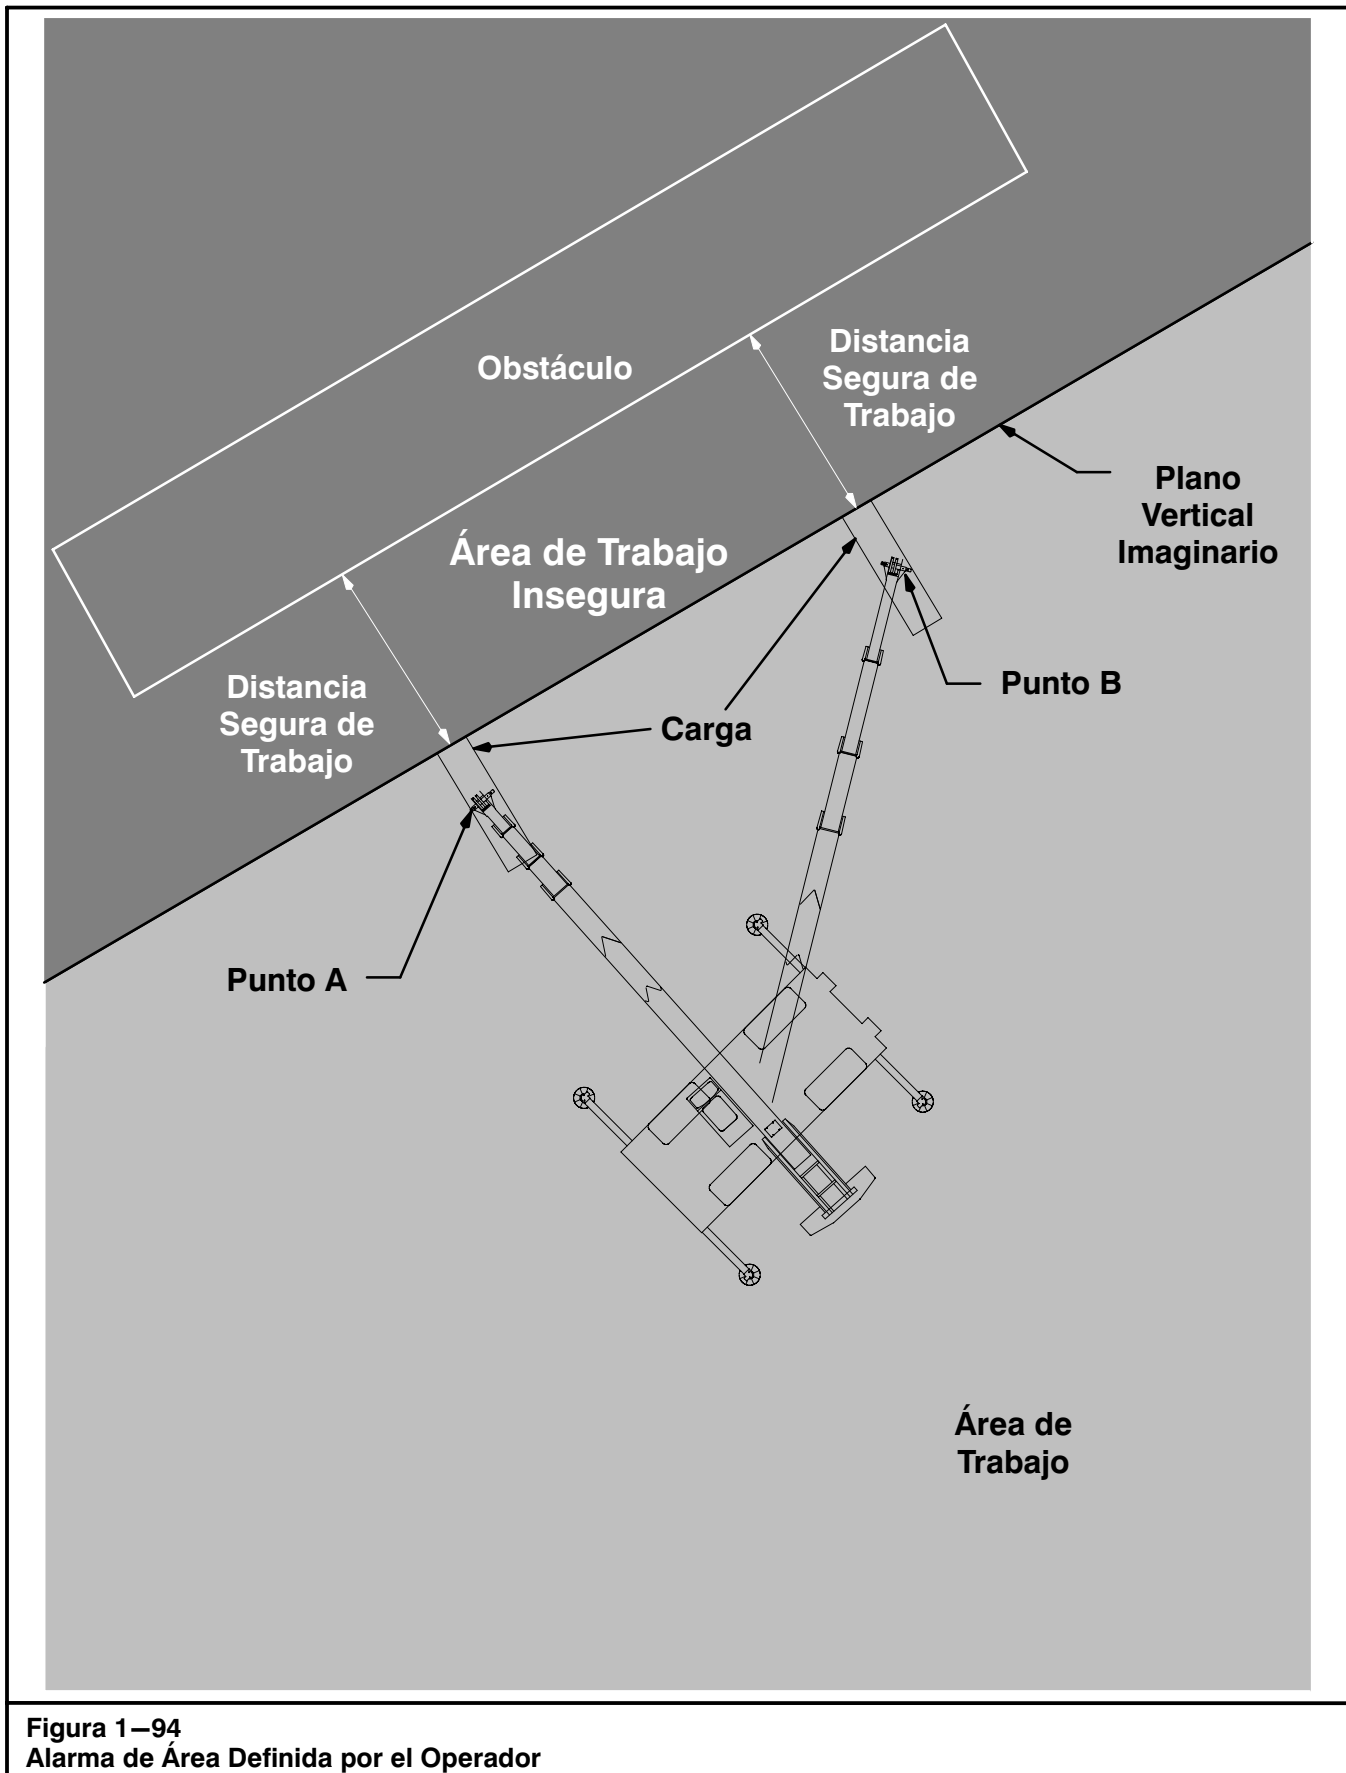 Obstáculo
Distancia
Segura de
Trabajo
Plano
Vertical
Imaginario
Área de Trabajo
Insegura
Distancia
Segura de
Trabajo
Carga
Punto B
Punto A
Área de
Trabajo
Figura 1–94
Alarma de Área Definida por el Operador